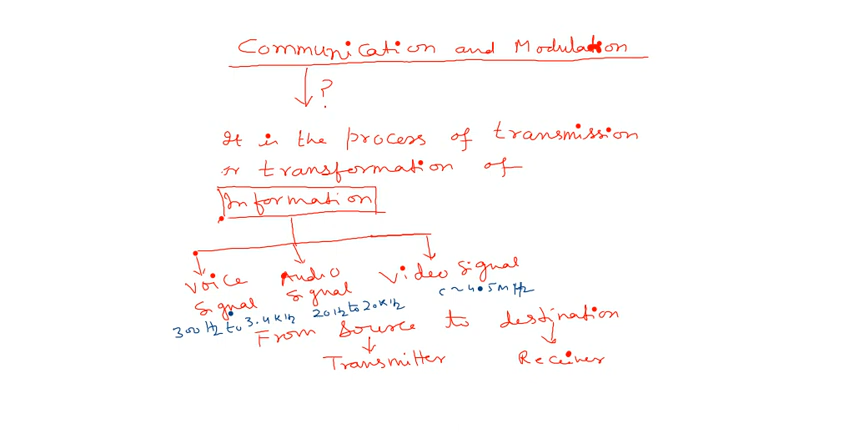 Communication and Modulation
?
It is the process of transmission
or transformation of
Information
Voice Signal
Audio Signal
Video Signal
300 Hz to 3.4 KHz
20 Hz to 20 KHz
(~4.5 MHz
From Source to destination
Transmitter
Receiver